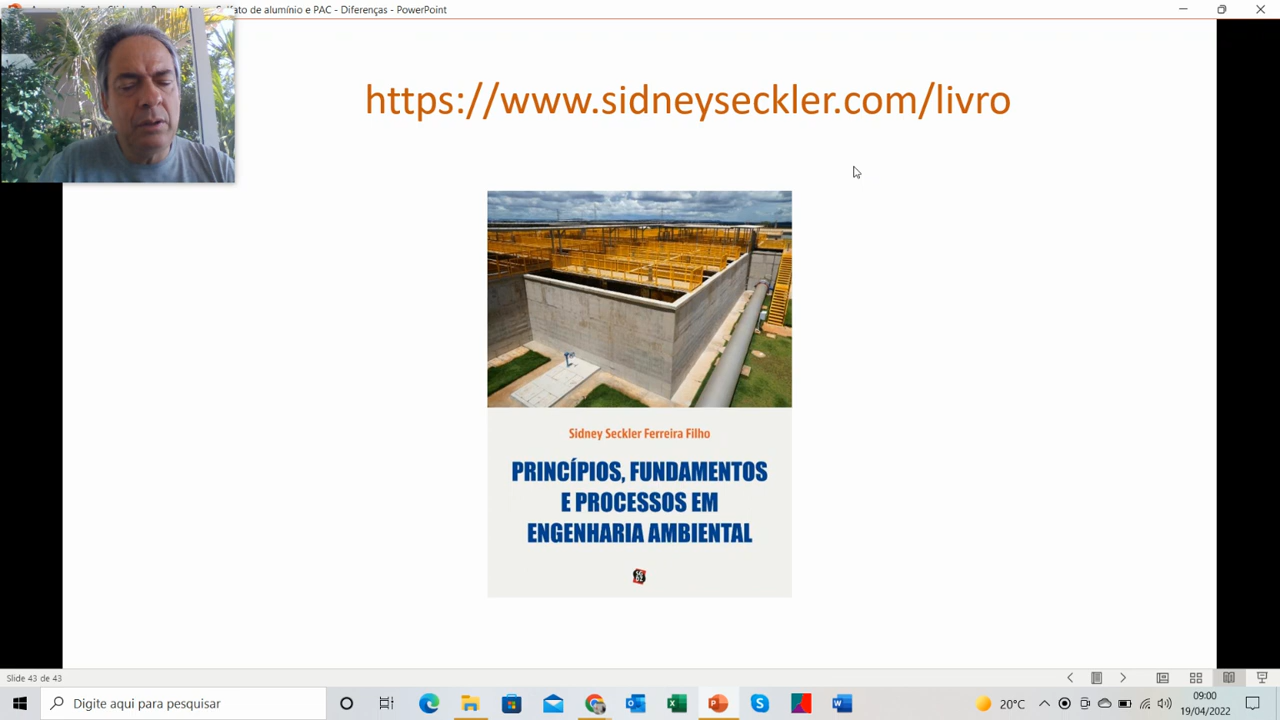 Sulfato de alumínio e PAC - Diferenças - PowerPoint
https://www.sidneyseckler.com/livro
Sidney Seckler Ferreira Filho
PRINCÍPIOS, FUNDAMENTOS
E PROCESSOS EM
ENGENHARIA AMBIENTAL
Slide 43 de 43
Digite aqui para pesquisar
20°C
09:00
19/04/2022